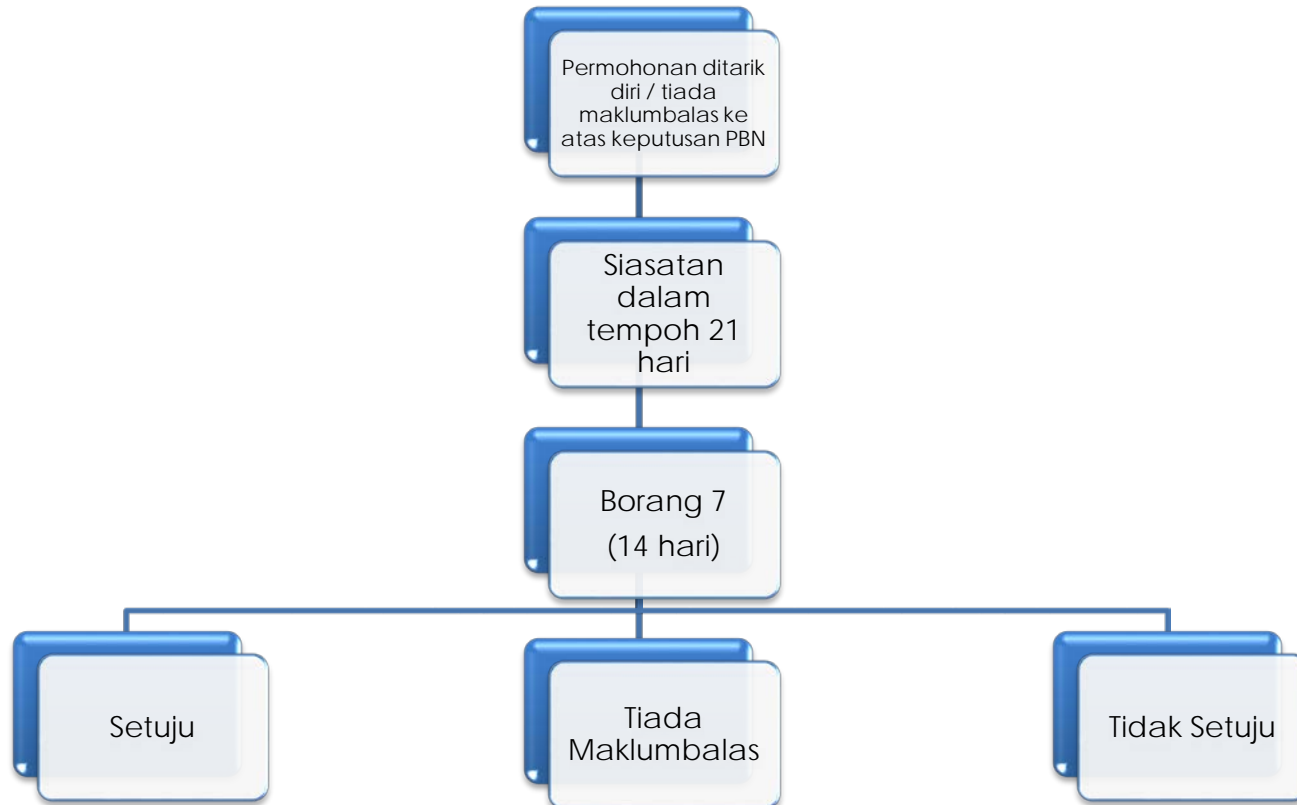 Permohonan ditarik
diri / tiada
maklumbalas ke
atas keputusan PBN
Siasatan
dalam
tempoh 21
hari
Borang 7
(14 hari)
Setuju
Tiada
Maklumbalas
Tidak Setuju